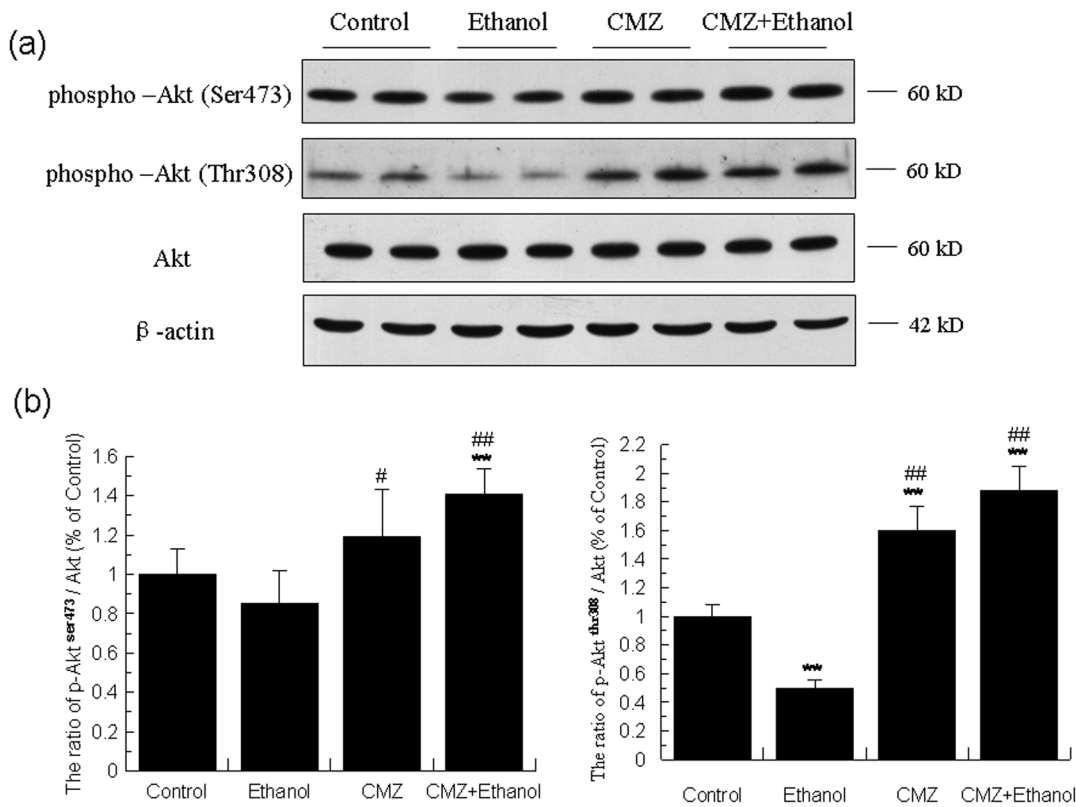 (a)
Control Ethanol CMZ CMZ+Ethanol
phospho –Akt (Ser473) 60 kD
phospho –Akt (Thr308) 60 kD
Akt 60 kD
β-actin 42 kD
(b)
The ratio of p-Akt ser473 / Akt (% of Control)
1.6
1.4
1.2
1.0
0.8
0.6
0.4
0.2
0
#
##
**
Control Ethanol CMZ CMZ+Ethanol
The ratio of p-Akt thr308 / Akt (% of Control)
2.2
2
1.8
1.6
1.4
1.2
1
0.8
0.6
0.4
0.2
0
**
##
**
##
**
Control Ethanol CMZ CMZ+Ethanol